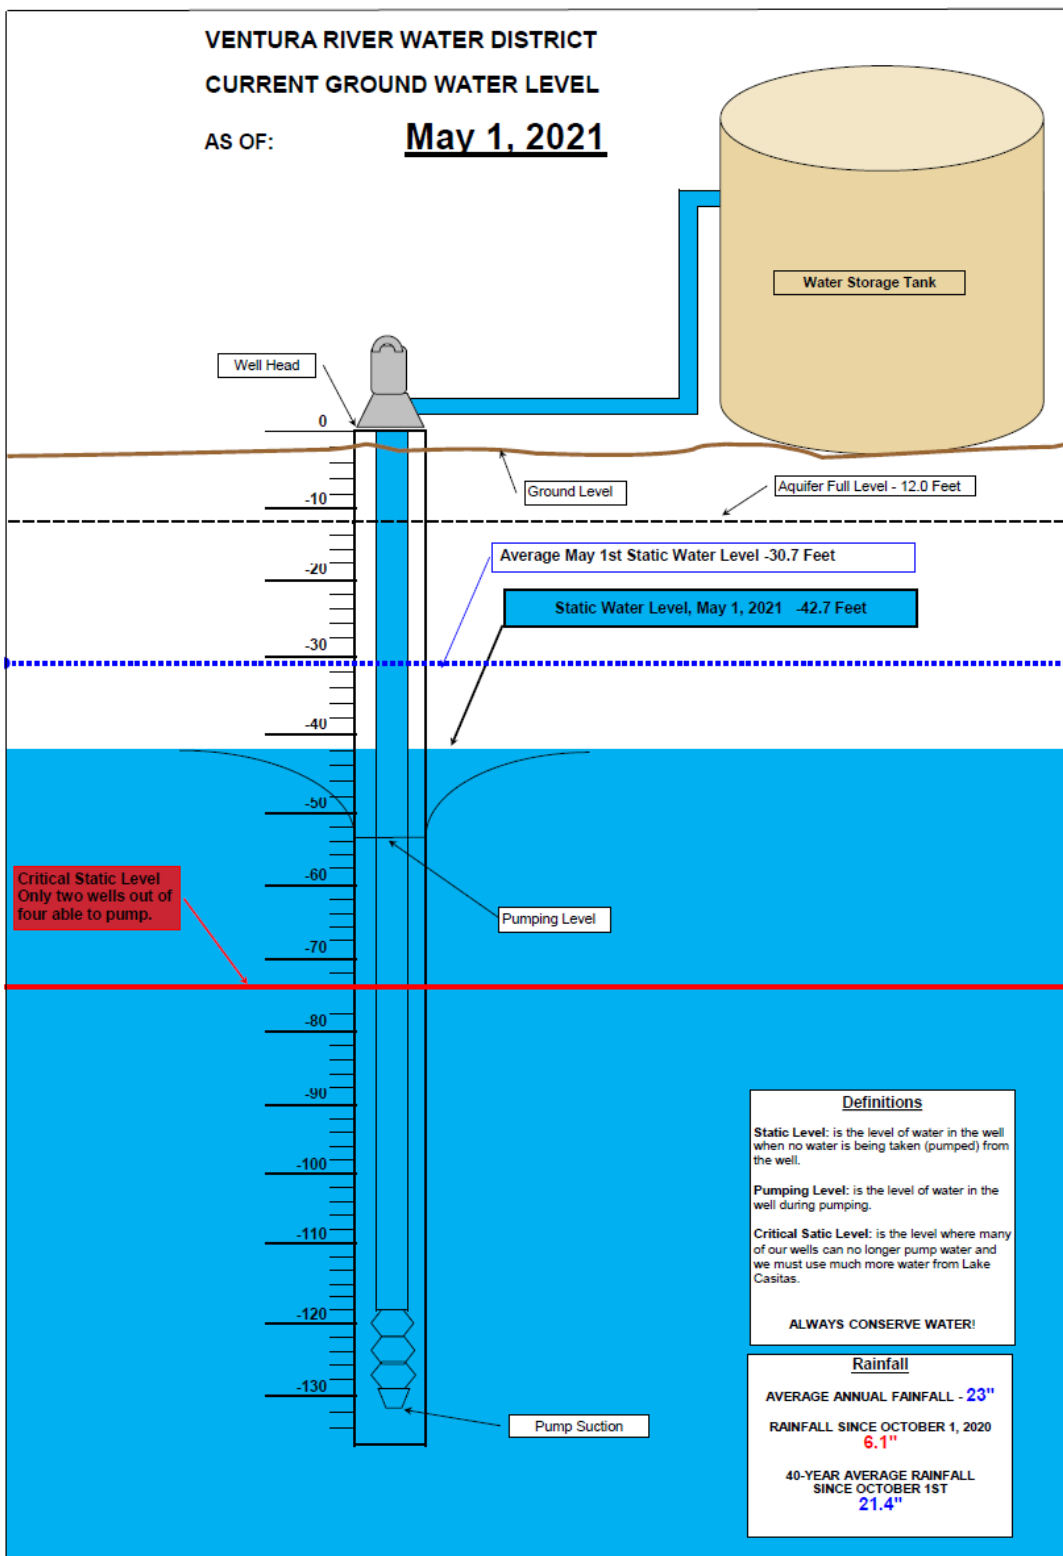 VENTURA RIVER WATER DISTRICT
CURRENT GROUND WATER LEVEL
AS OF: May 1, 2021
Water Storage Tank
Well Head
0
Ground Level
Aquifer Full Level - 12.0 Feet
-10
Average May 1st Static Water Level -30.7 Feet
-20
Static Water Level, May 1, 2021 -42.7 Feet
-30
-40
-50
Critical Static Level
Only two wells out of
four able to pump.
-60
Pumping Level
-70
-80
-90
-100
-110
-120
-130
Pump Suction
Definitions
Static Level: is the level of water in the well
when no water is being taken (pumped) from
the well.
Pumping Level: is the level of water in the
well during pumping.
Critical Satic Level: is the level where many
of our wells can no longer pump water and
we must use much more water from Lake
Casitas.
ALWAYS CONSERVE WATER!
Rainfall
AVERAGE ANNUAL FAINFALL - 23"
RAINFALL SINCE OCTOBER 1, 2020
6.1"
40-YEAR AVERAGE RAINFALL
SINCE OCTOBER 1ST
21.4"